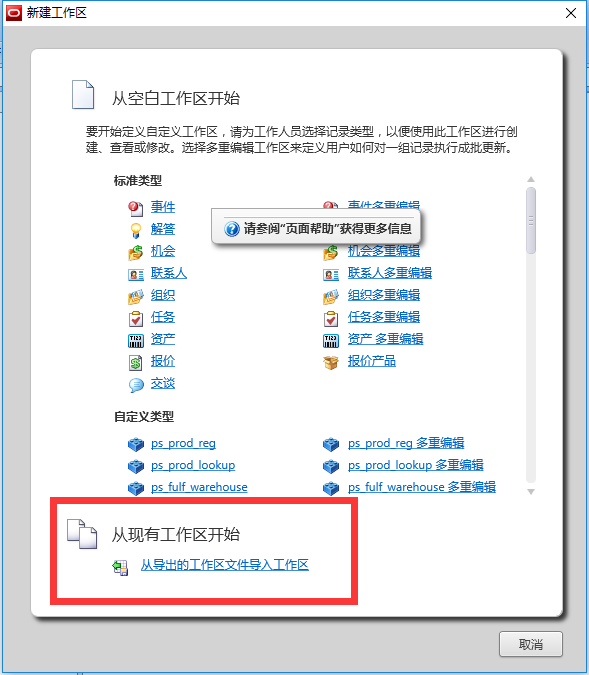 新建工作区
从空白工作区开始
要开始定义自定义工作区，请为工作人员选择记录类型，以便使用此工作区进行创
建、查看或修改。选择多重编辑工作区来定义用户如何对一组记录执行成批更新。
标准类型
事件 事件多重编辑
请参阅“页面帮助”获得更多信息
解答
机会 机会多重编辑
联系人 联系人多重编辑
组织 组织多重编辑
任务 任务多重编辑
资产 资产 多重编辑
报价 报价产品
交谈
自定义类型
ps_prod_reg ps_prod_reg 多重编辑
ps_prod_lookup ps_prod_lookup 多重编辑
ps_fulf_warehouse ps_fulf_warehouse 多重编辑
从现有工作区开始
从导出的工作区文件导入工作区
取消